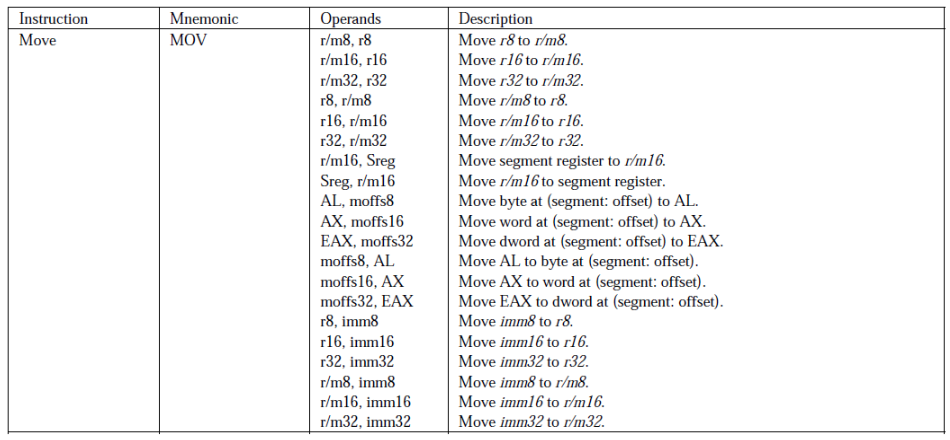 Instruction Mnemonic Operands Description
Move MOV r/m8, r8 Move r8 to r/m8.
r/m16, r16 Move r16 to r/m16.
r/m32, r32 Move r32 to r/m32.
r8, r/m8 Move r/m8 to r8.
r16, r/m16 Move r/m16 to r16.
r32, r/m32 Move r/m32 to r32.
r/m16, Sreg Move segment register to r/m16.
Sreg, r/m16 Move r/m16 to segment register.
AL, moffs8 Move byte at (segment: offset) to AL.
AX, moffs16 Move word at (segment: offset) to AX.
EAX, moffs32 Move dword at (segment: offset) to EAX.
moffs8, AL Move AL to byte at (segment: offset).
moffs16, AX Move AX to word at (segment: offset).
moffs32, EAX Move EAX to dword at (segment: offset).
r8, imm8 Move imm8 to r8.
r16, imm16 Move imm16 to r16.
r32, imm32 Move imm32 to r32.
r/m8, imm8 Move imm8 to r/m8.
r/m16, imm16 Move imm16 to r/m16.
r/m32, imm32 Move imm32 to r/m32.